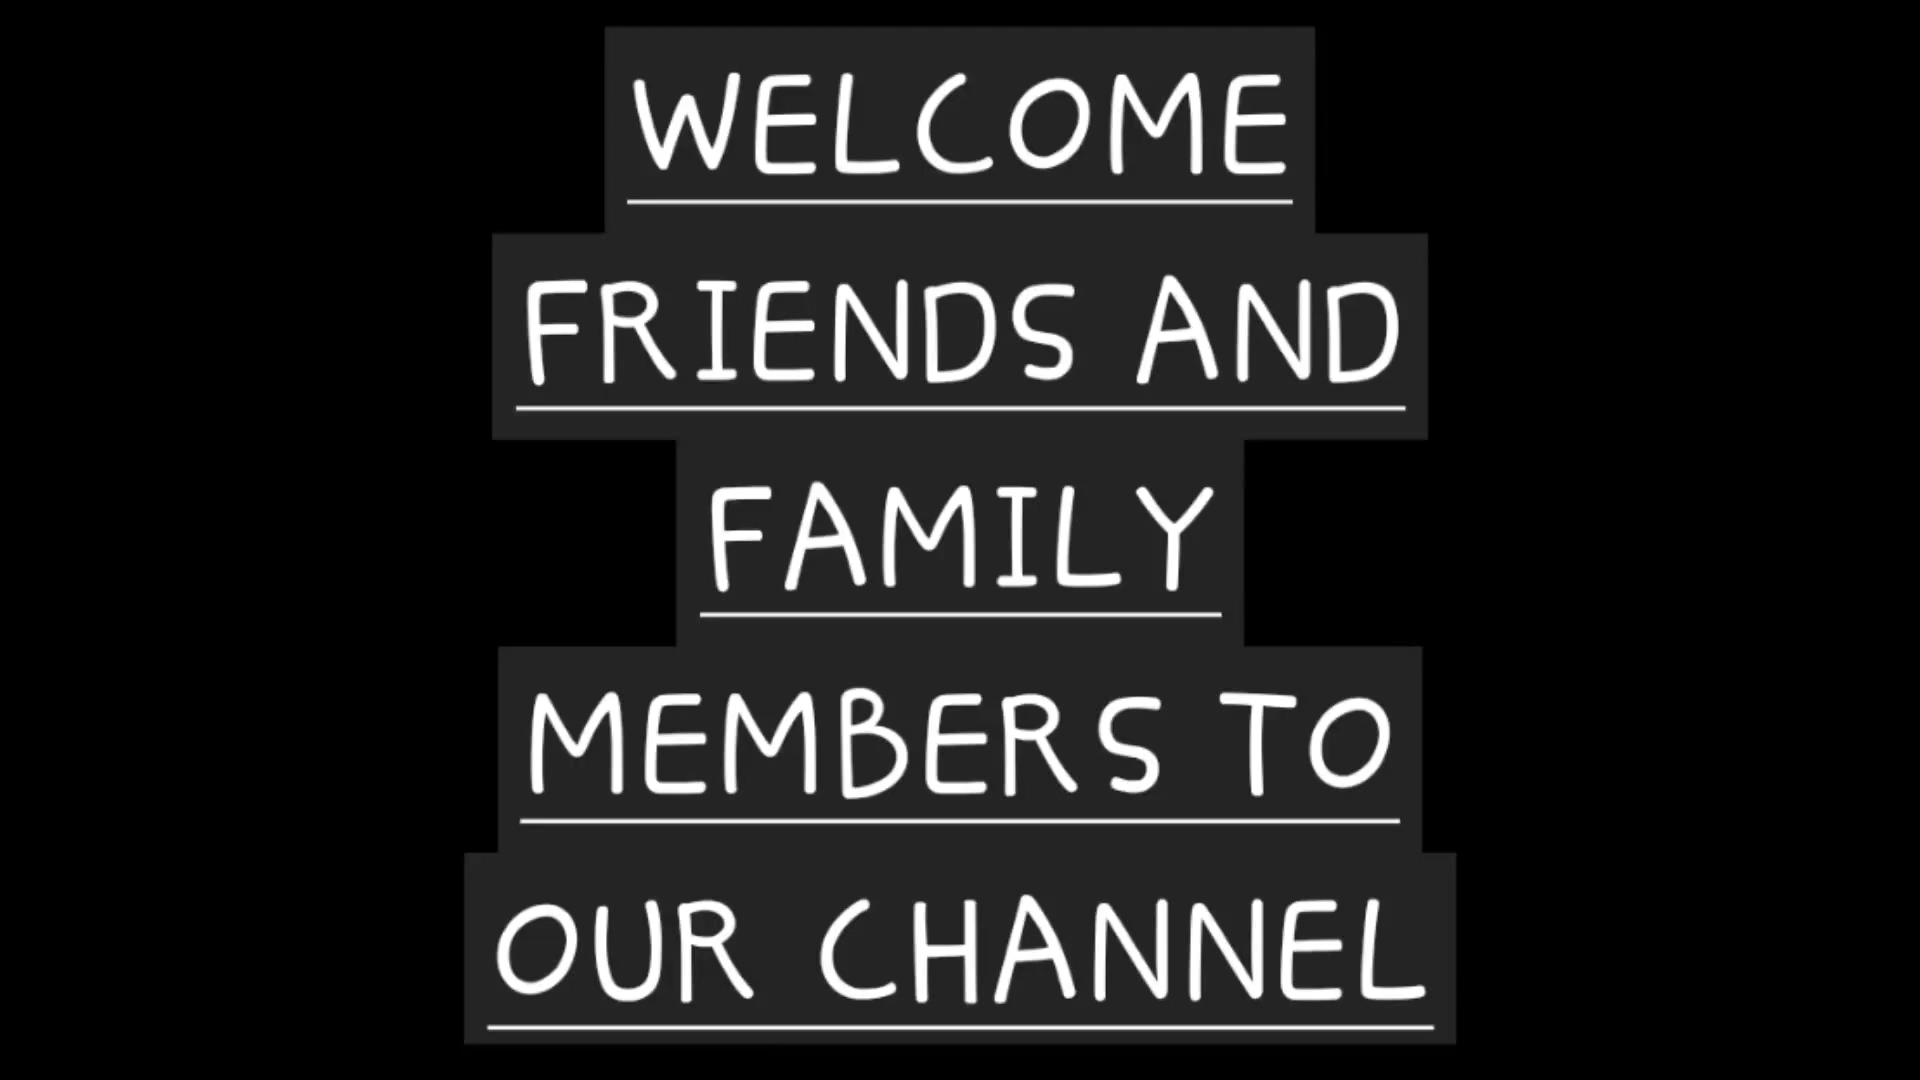 WELCOME
FRIENDS AND
FAMILY
MEMBERS TO
OUR CHANNEL